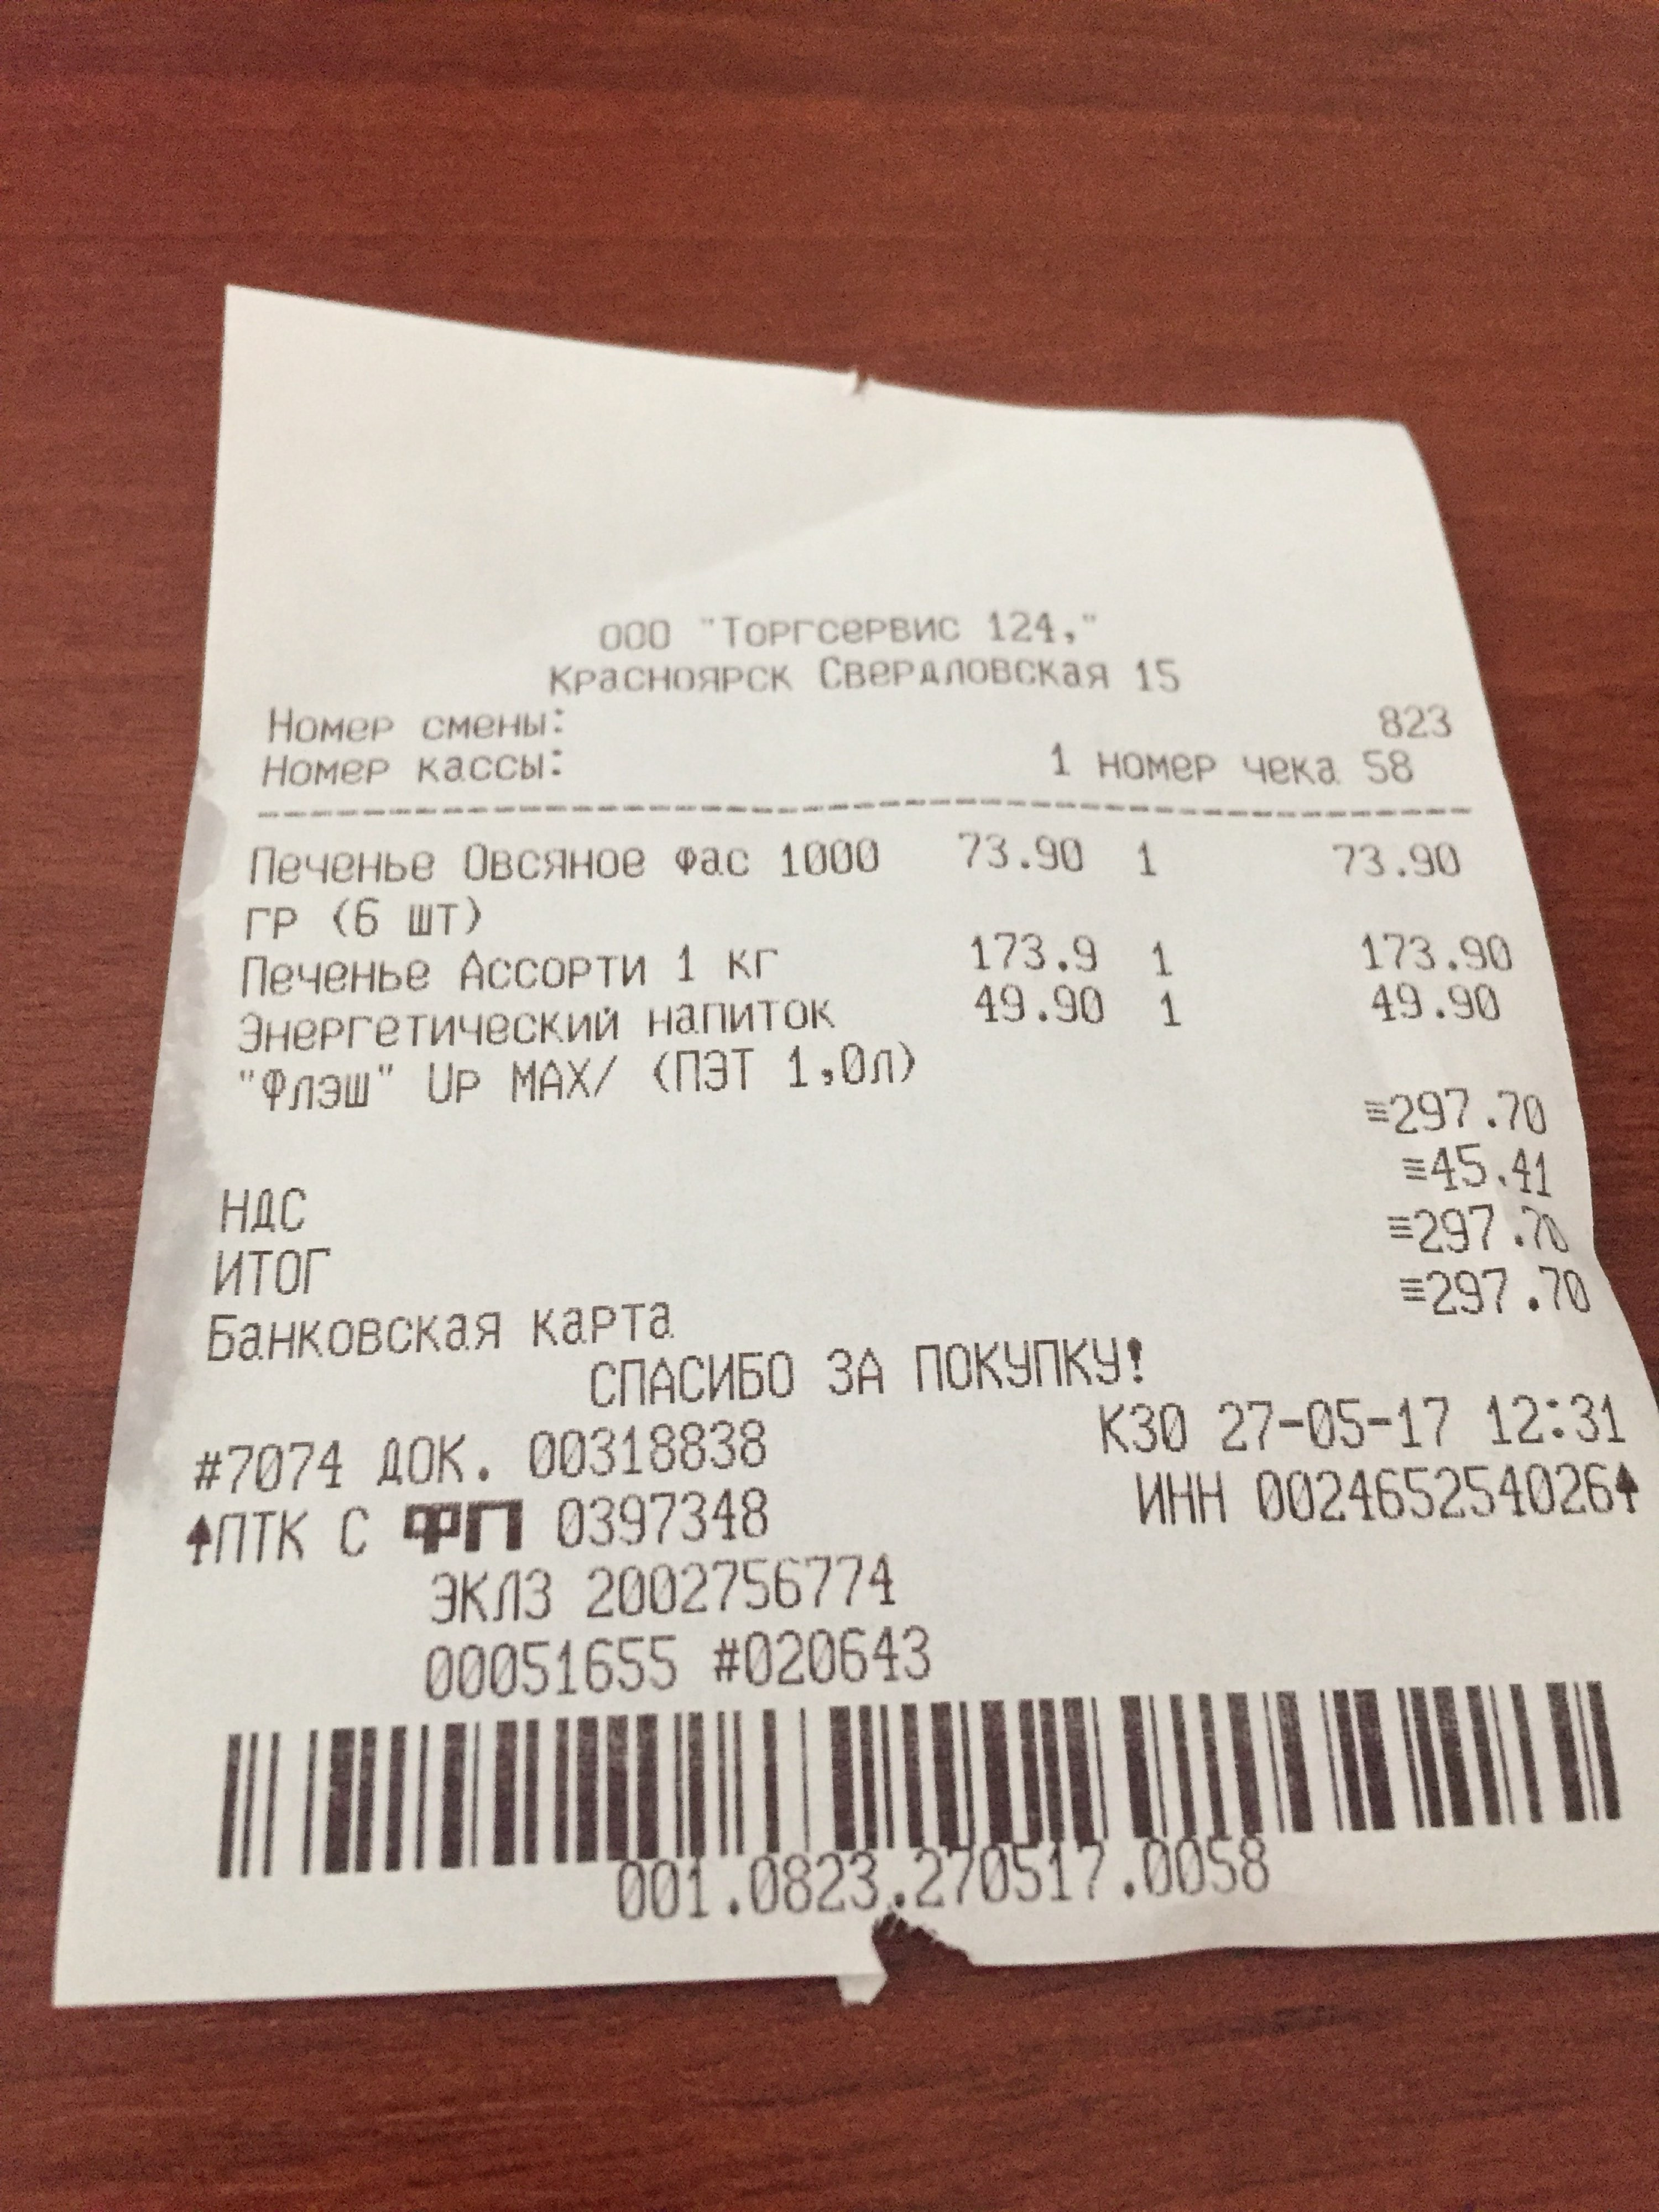 ООО "Торгсервис 124,"
Красноярск Свердловская 15
Номер смены: 823
Номер кассы: 1 номер чека 58
Печенье Овсяное фас 1000 73.90 1 73.90
гр (6 шт)
Печенье Ассорти 1 кг 173.9 1 173.90
Энергетический напиток 49.90 1 49.90
"Флэш" Up MAX/ (ПЭТ 1,0л)
≡297.70
НДС ≡45.41
ИТОГ ≡297.70
Банковская карта ≡297.70
СПАСИБО ЗА ПОКУПКУ!
#7074 ДОК. 00318838 К30 27-05-17 12:31
ПТК С ФП 0397348 ИНН 002465254026
ЭКЛЗ 2002756774
00051655 #020643
001.0823.270517.0058